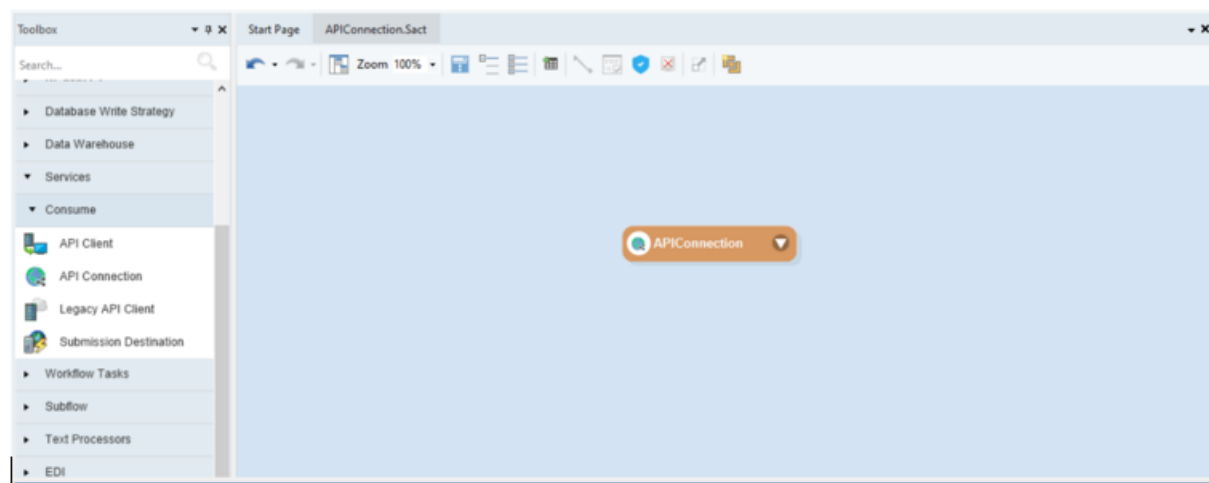 Toolbox
Start Page
APIConnection.Sact
Search...
Zoom 100%
Database Write Strategy
Data Warehouse
Services
Consume
API Client
API Connection
Legacy API Client
Submission Destination
Workflow Tasks
Subflow
Text Processors
EDI
APIConnection